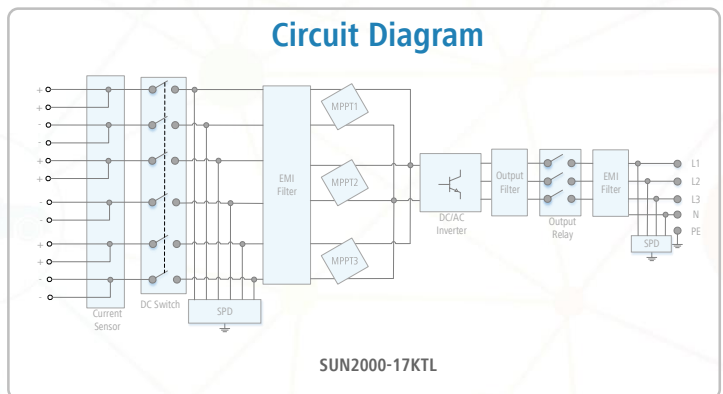 Circuit Diagram
+
+
-
-
+
+
-
-
+
+
-
-
Current
Sensor
DC Switch
SPD
EMI
Filter
MPPT1
MPPT2
MPPT3
DC/AC
Inverter
Output
Filter
Output
Relay
EMI
Filter
SPD
L1
L2
L3
N
PE
SUN2000-17KTL